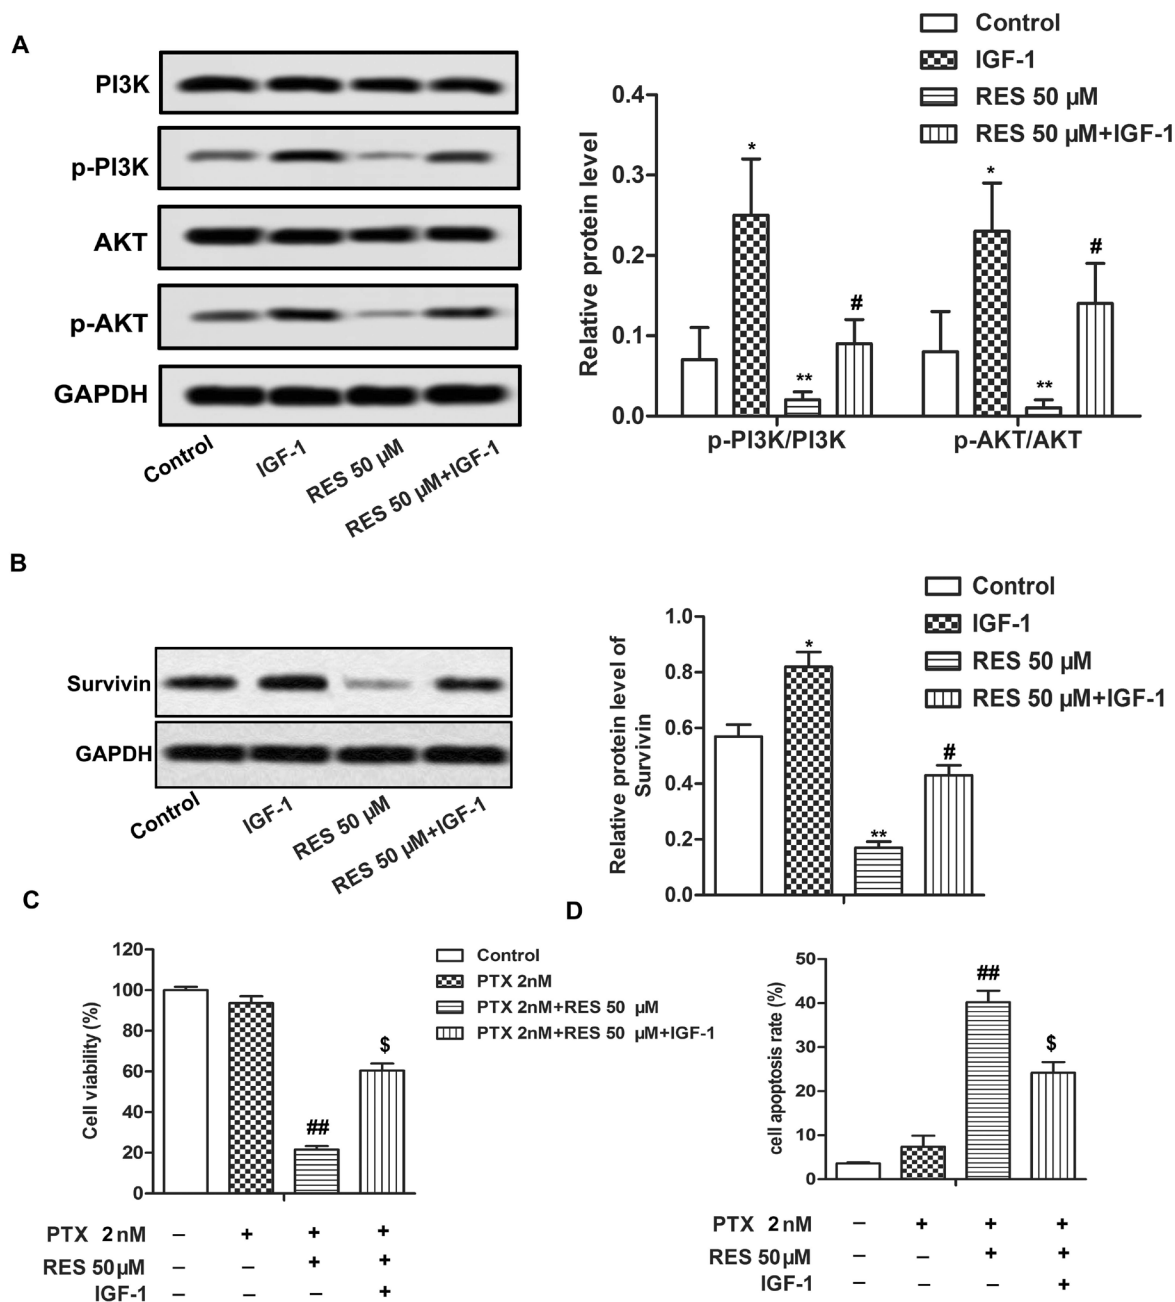 A
PI3K
p-PI3K
AKT
p-AKT
GAPDH
Control
IGF-1
RES 50 µM
RES 50 µM+IGF-1
Control
IGF-1
RES 50 µM
RES 50 µM+IGF-1
Relative protein level
0.4
0.3
0.2
0.1
0.0
*
**
#
*
**
#
p-PI3K/PI3K
p-AKT/AKT
B
Survivin
GAPDH
Control
IGF-1
RES 50 µM
RES 50 µM+IGF-1
Control
IGF-1
RES 50 µM
RES 50 µM+IGF-1
Relative protein level of
Survivin
1.0
0.8
0.6
0.4
0.2
0.0
*
**
#
C
Cell viability (%)
120
100
80
60
40
20
0
##
$
Control
PTX 2nM
PTX 2nM+RES 50 µM
PTX 2nM+RES 50 µM+IGF-1
PTX 2 nM – + + +
RES 50µM – – + +
IGF-1 – – – +
D
cell apoptosis rate (%)
50
40
30
20
10
0
##
$
PTX 2 nM – + + +
RES 50µM – – + +
IGF-1 – – – +